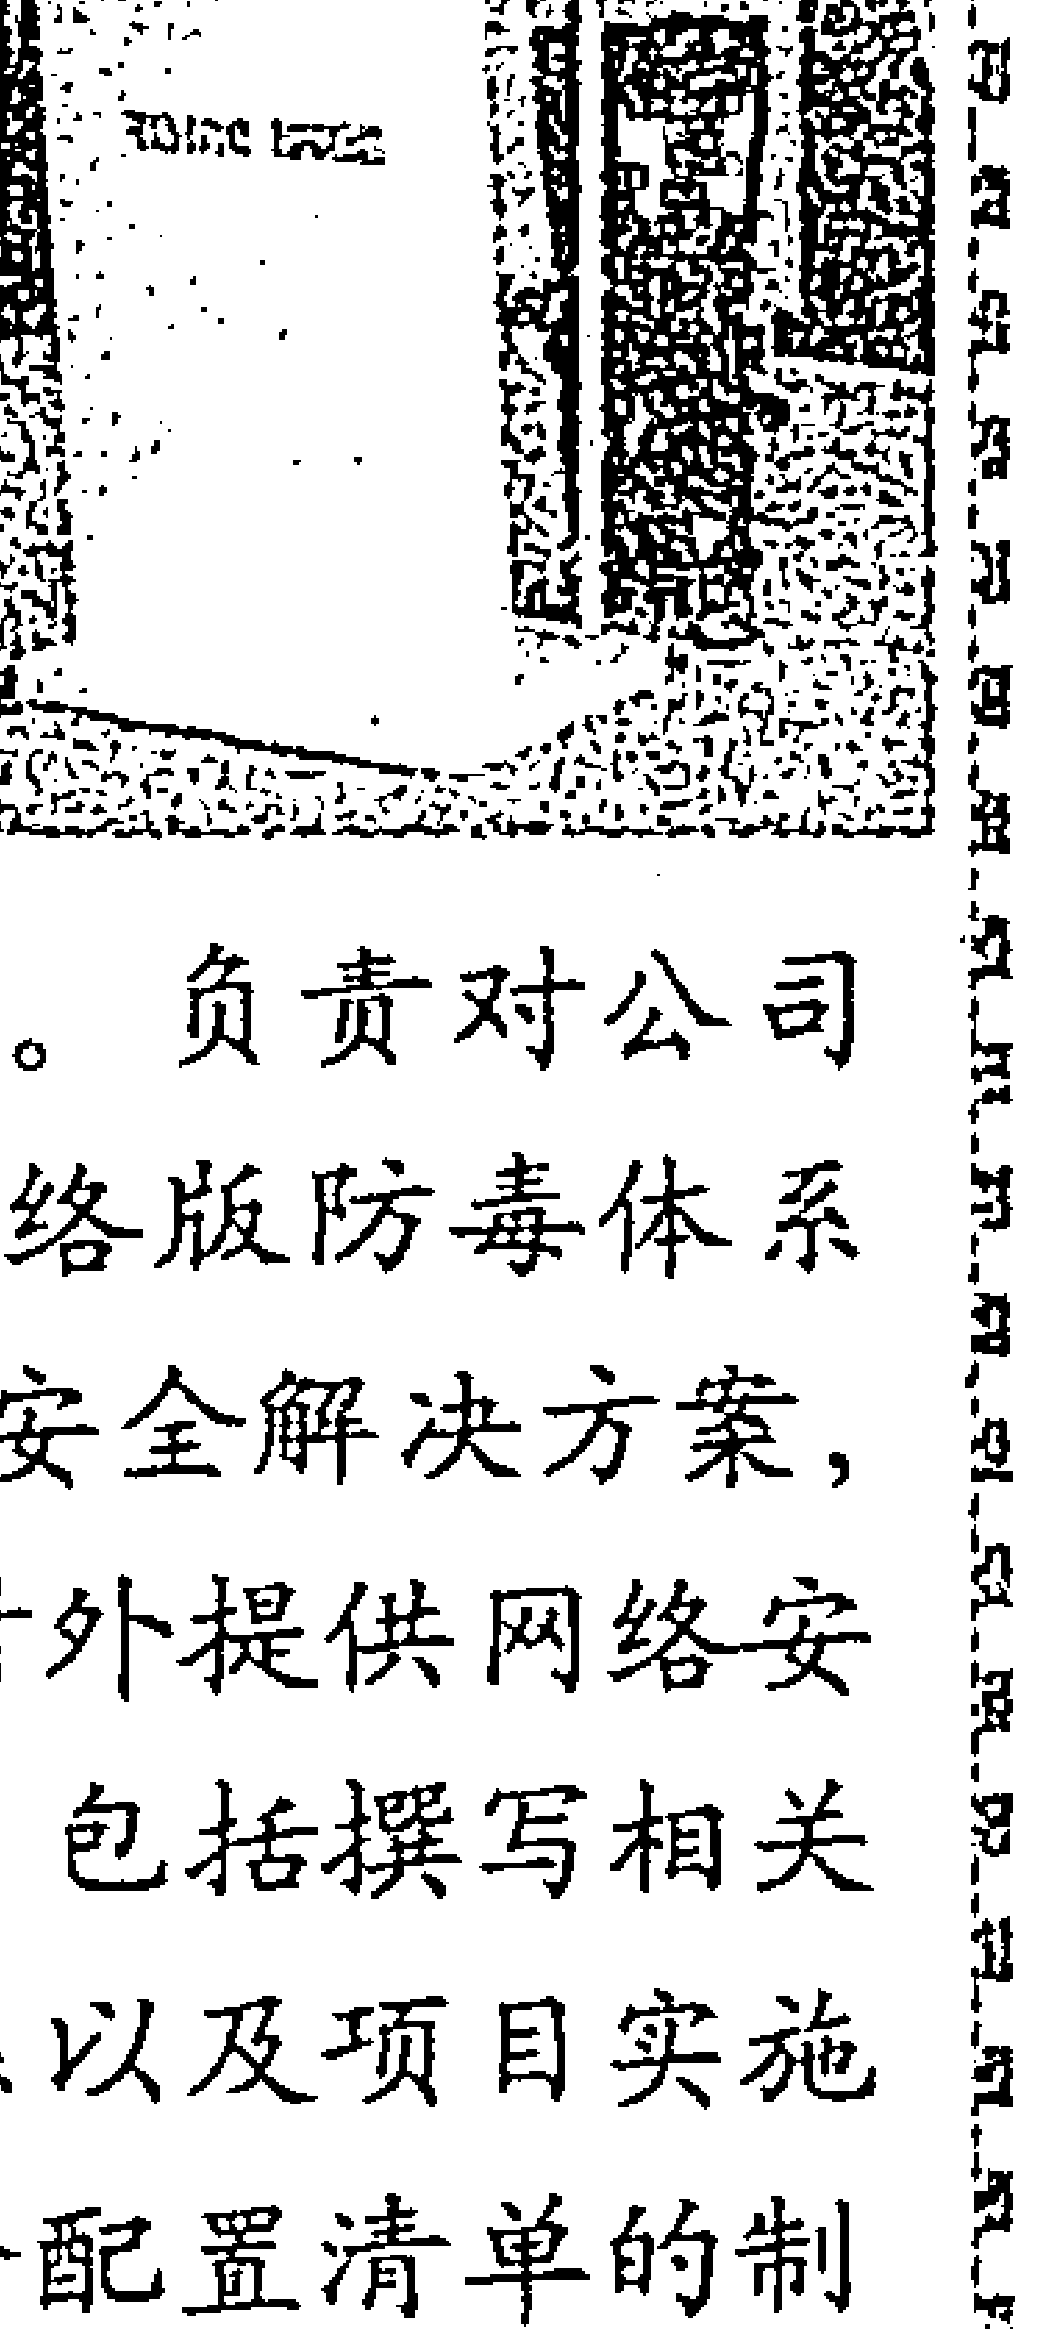 。 负责对公司
络版防毒体系
安全解决方案，
外提供网络安
包括撰写相关
以及项目实施
配置清单的制